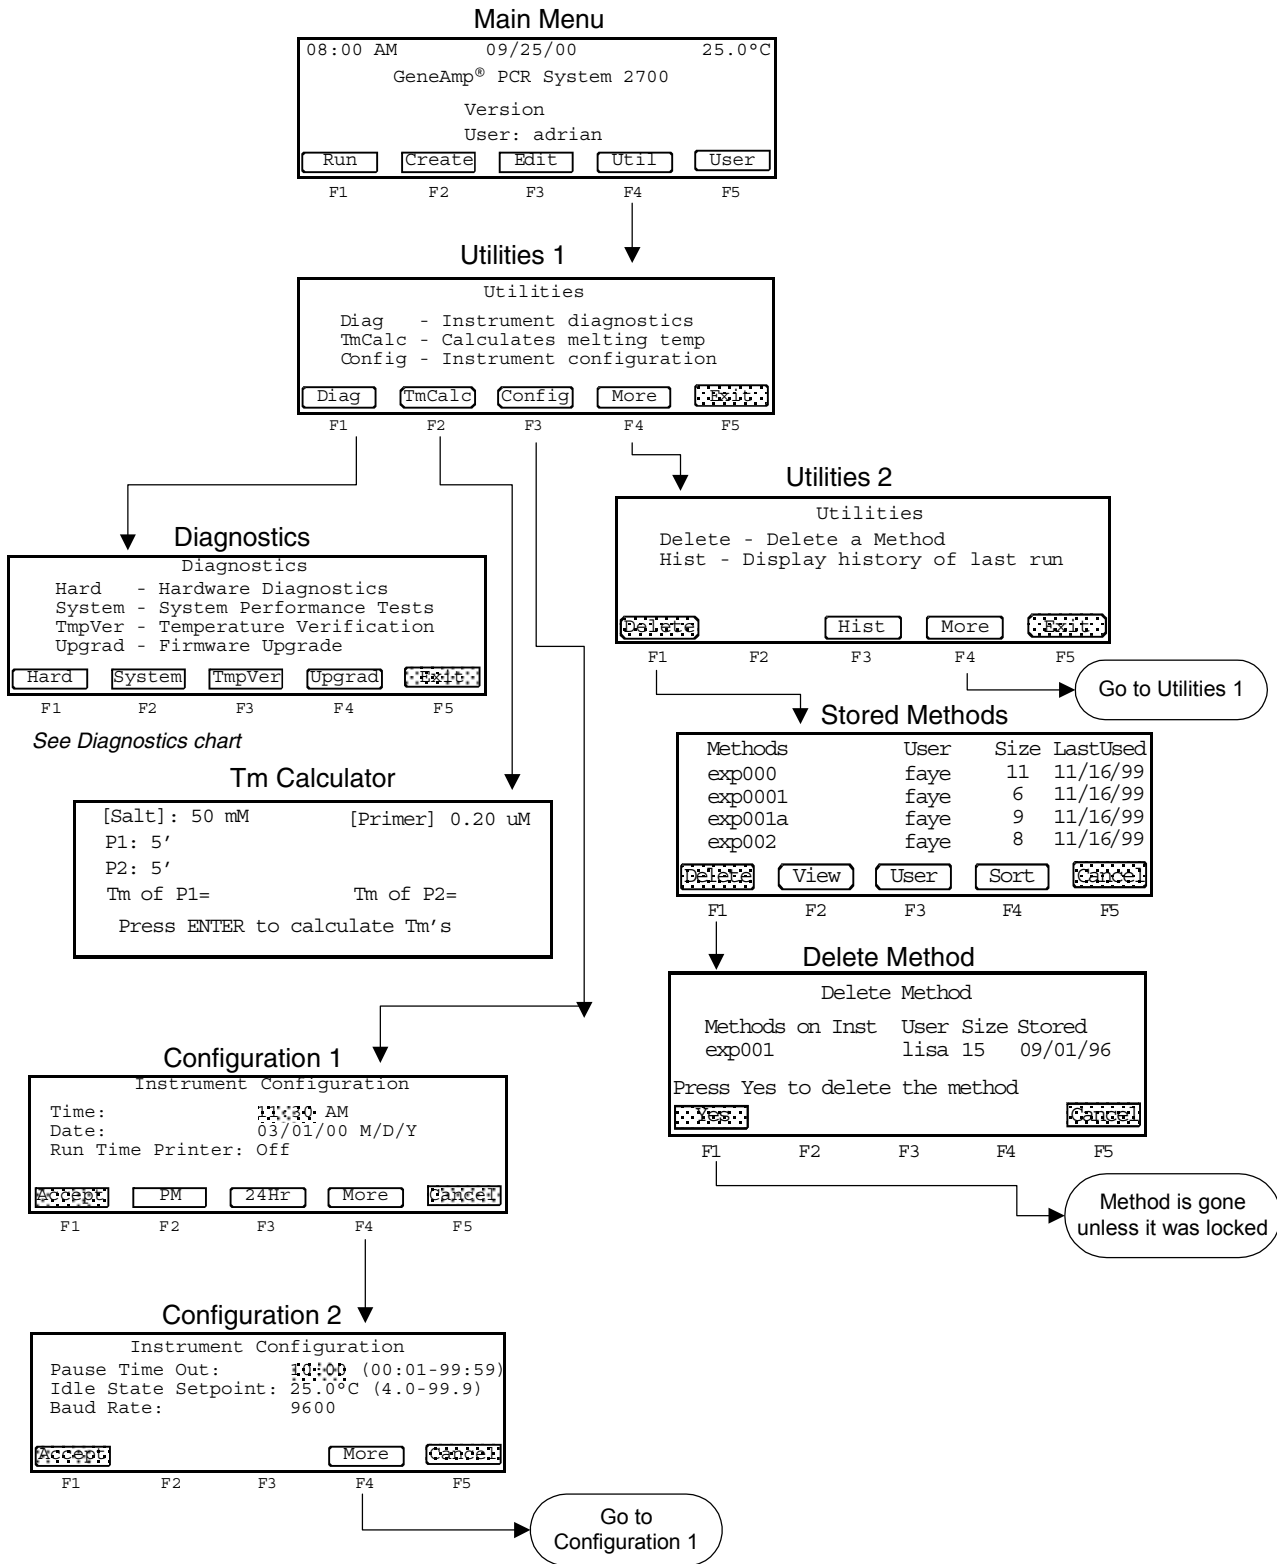 Main Menu
08:00 AM 09/25/00 25.0°C
GeneAmp® PCR System 2700
Version
User: adrian
Run Create Edit Util User
F1 F2 F3 F4 F5
Utilities 1
Utilities
Diag - Instrument diagnostics
TmCalc - Calculates melting temp
Config - Instrument configuration
Diag TmCalc Config More Exit
F1 F2 F3 F4 F5
Utilities 2
Utilities
Delete - Delete a Method
Hist - Display history of last run
Delete Hist More Exit
F1 F2 F3 F4 F5
Go to Utilities 1
Diagnostics
Diagnostics
Hard - Hardware Diagnostics
System - System Performance Tests
TmpVer - Temperature Verification
Upgrad - Firmware Upgrade
Hard System TmpVer Upgrad Exit
F1 F2 F3 F4 F5
See Diagnostics chart
Stored Methods
Methods User Size LastUsed
exp000 faye 11 11/16/99
exp0001 faye 6 11/16/99
exp001a faye 9 11/16/99
exp002 faye 8 11/16/99
Delete View User Sort Cancel
F1 F2 F3 F4 F5
Tm Calculator
[Salt]: 50 mM [Primer] 0.20 uM
P1: 5′
P2: 5′
Tm of P1= Tm of P2=
Press ENTER to calculate Tm's
Delete Method
Delete Method
Methods on Inst User Size Stored
exp001 lisa 15 09/01/96
Press Yes to delete the method
Yes Cancel
F1 F2 F3 F4 F5
Method is gone
unless it was locked
Configuration 1
Instrument Configuration
Time: 11:30 AM
Date: 03/01/00 M/D/Y
Run Time Printer: Off
Accept PM 24Hr More Cancel
F1 F2 F3 F4 F5
Configuration 2
Instrument Configuration
Pause Time Out: 10:00 (00:01-99:59)
Idle State Setpoint: 25.0°C (4.0-99.9)
Baud Rate: 9600
Accept More Cancel
F1 F2 F3 F4 F5
Go to
Configuration 1